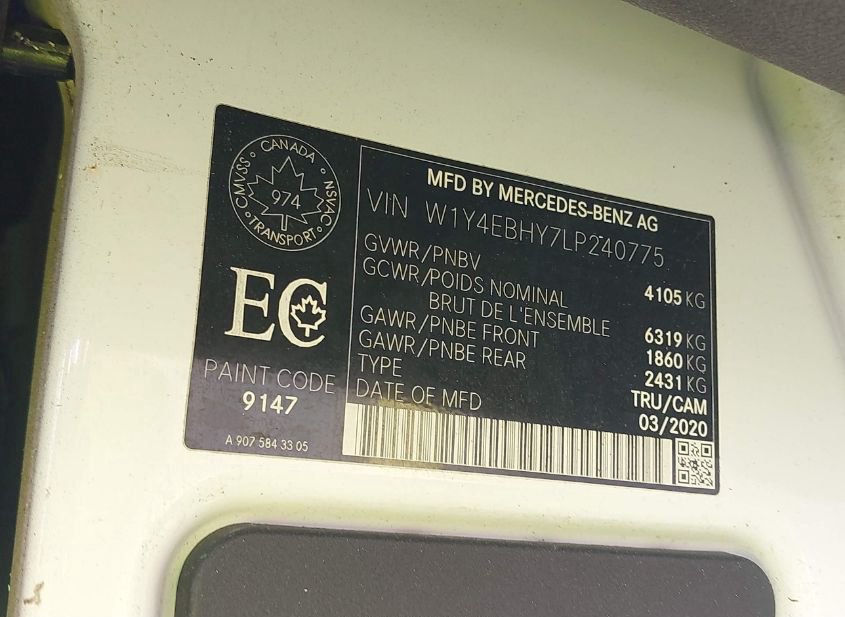 CANADA
CMVSS
NSVAC
974
TRANSPORT
EC
PAINT CODE
9147
A 907 584 33 05
MFD BY MERCEDES-BENZ AG
VIN W1Y4EBHY7LP240775
GVWR/PNBV 4105 KG
GCWR/POIDS NOMINAL
BRUT DE L'ENSEMBLE 6319 KG
GAWR/PNBE FRONT 1860 KG
GAWR/PNBE REAR 2431 KG
TYPE TRU/CAM
DATE OF MFD 03/2020